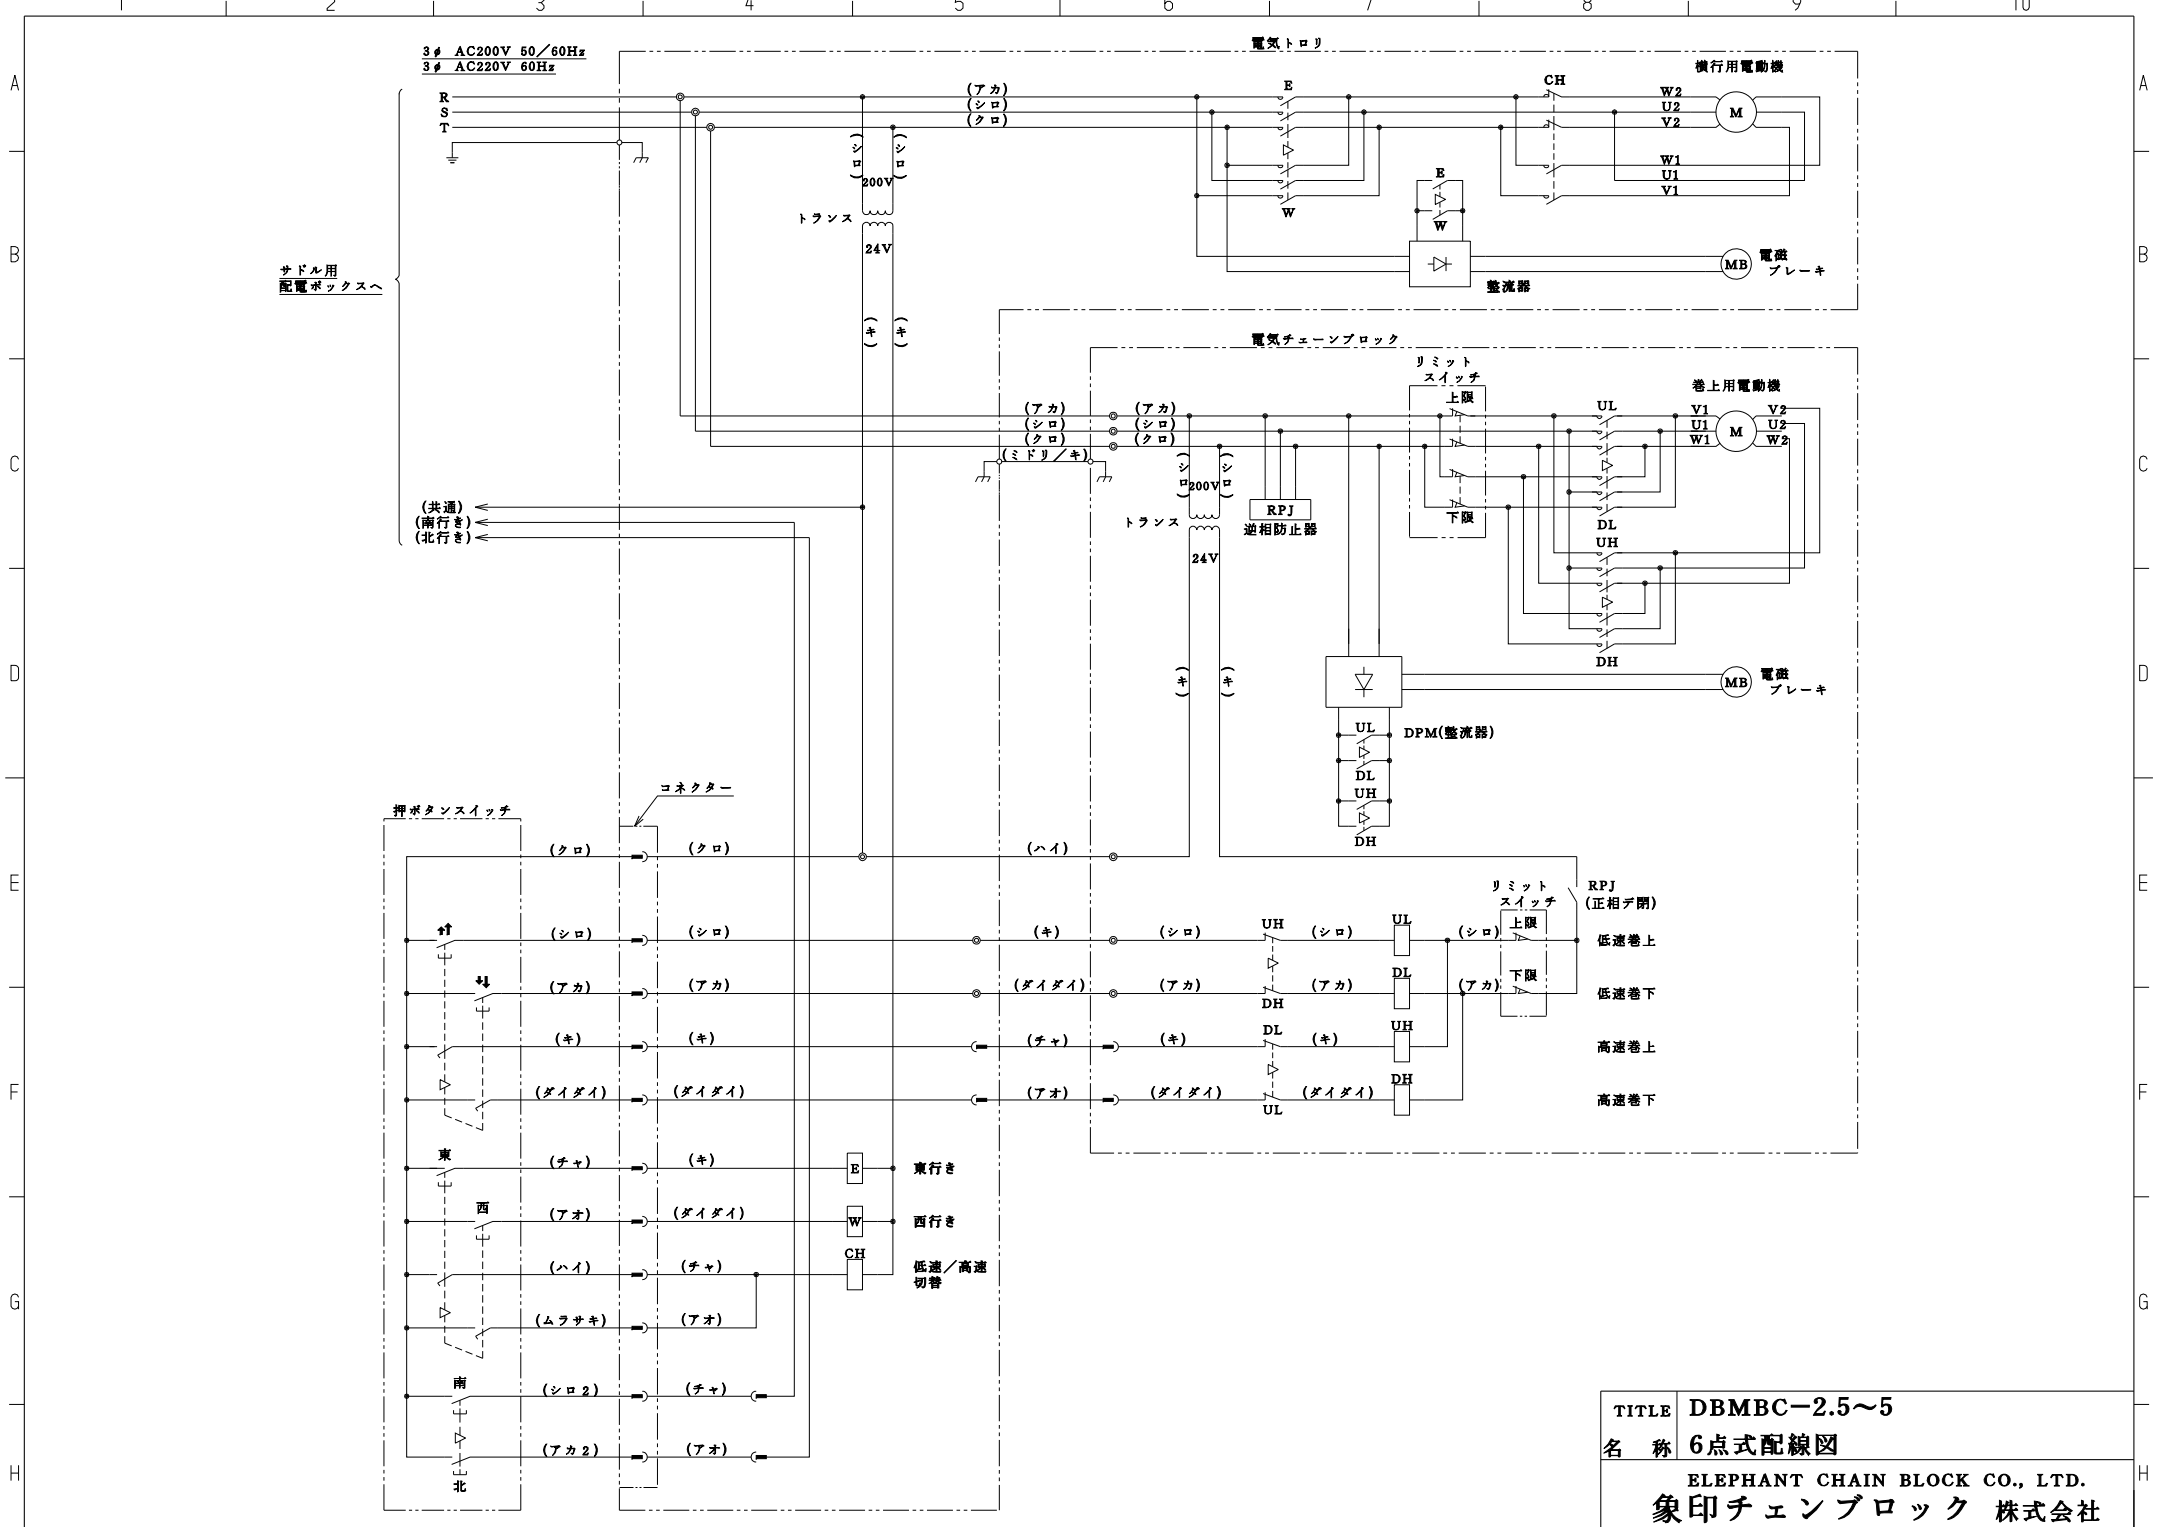 2 3 4 5 6 7 8 9 10
3φ AC200V 50／60Hz
3φ AC220V 60Hz
電気トロリ
横行用電動機
A
A
R
S
T
(アカ)
(シロ)
(クロ)
E
CH
W2
U2
V2
M
(シロ)
(シロ)
200V
W1
U1
V1
E
W
W
トランス
24V
B
B
MB
電磁
ブレーキ
整流器
サドル用
配電ボックスへ
(キ)
(キ)
電気チェーンブロック
リミット
スイッチ
上限
巻上用電動機
(アカ)
(シロ)
(クロ)
(ミドリ／キ)
(アカ)
(シロ)
(クロ)
UL
V1
U1
W1
M
V2
U2
W2
C
C
(シロ)
(シロ)
200V
RPJ
逆相防止器
下限
DL
UH
トランス
24V
(共通)
(南行き)
(北行き)
DH
D
D
(キ)
(キ)
MB
電磁
ブレーキ
UL
DPM(整流器)
DL
UH
DH
コネクター
押ボタンスイッチ
(クロ)
(クロ)
(ハイ)
E
E
リミット
スイッチ
RPJ
(正相デ閉)
(シロ)
(シロ)
(キ)
(シロ)
UH
(シロ)
UL
(シロ)
上限
低速巻上
(アカ)
(アカ)
(ダイダイ)
(アカ)
DH
(アカ)
DL
(アカ)
下限
低速巻下
(キ)
(キ)
(チャ)
(キ)
DL
(キ)
UH
高速巻上
F
F
(ダイダイ)
(ダイダイ)
(アオ)
(ダイダイ)
UL
(ダイダイ)
DH
高速巻下
東
(チャ)
(キ)
E
東行き
西
(アオ)
(ダイダイ)
W
西行き
(ハイ)
(チャ)
CH
低速／高速
切替
G
G
(ムラサキ)
(アオ)
南
(シロ2)
(チャ)
(アカ2)
(アオ)
北
H
H
TITLE DBMBC−2.5〜5
名 称 6点式配線図
ELEPHANT CHAIN BLOCK CO., LTD.
象印チェンブロック 株式会社